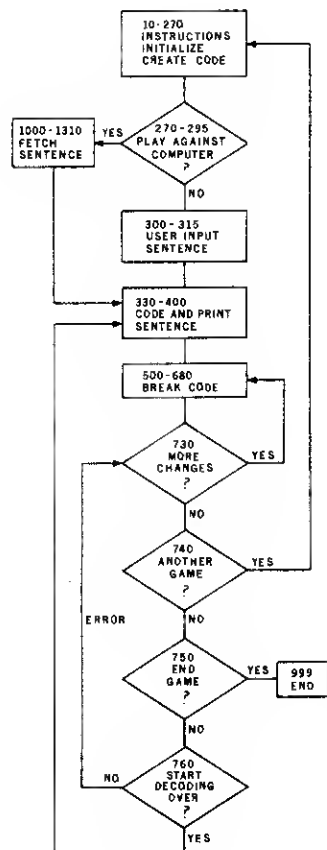 10-270
INSTRUCTIONS
INITIALIZE
CREATE CODE
1000-1310
FETCH
SENTENCE
YES
270-295
PLAY AGAINST
COMPUTER
?
NO
300-315
USER INPUT
SENTENCE
330-400
CODE AND PRINT
SENTENCE
500-680
BREAK CODE
730
MORE
CHANGES
?
YES
NO
740
ANOTHER
GAME
?
YES
ERROR
NO
750
END
GAME
?
YES
999
END
NO
760
START
DECODING
OVER
?
NO
YES